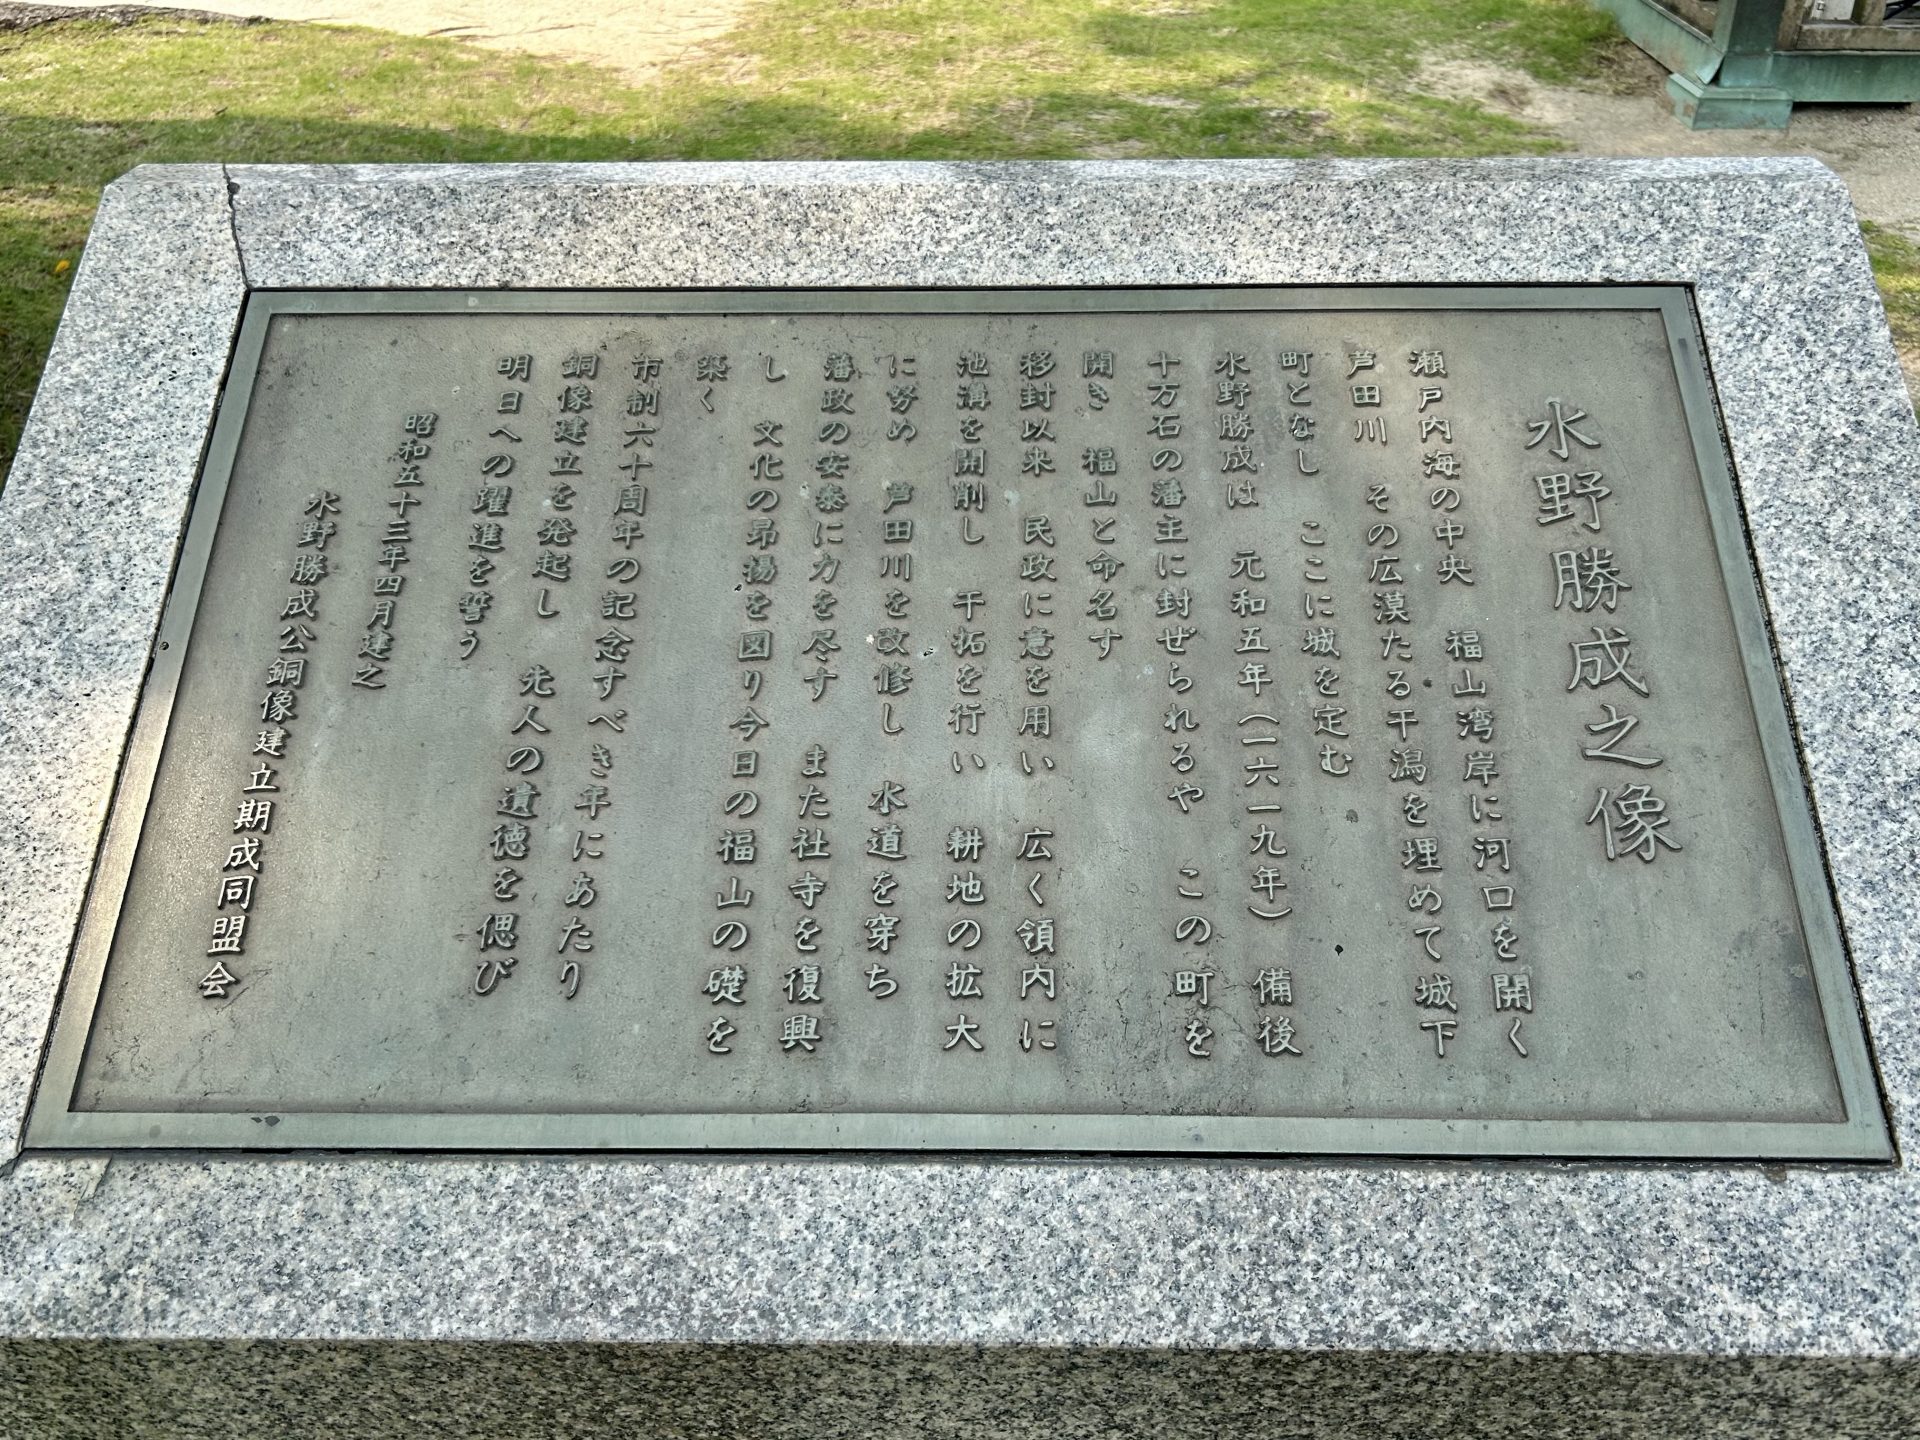 水野勝成之像
瀬戸内海の中央　福山湾岸に河口を開く
芦田川　その広漠たる干潟を埋めて城下
町となし　ここに城を定む
水野勝成は　元和五年（一六一九年）　備後
十万石の藩主に封ぜられるや　この町を
開き　福山と命名す
移封以来　民政に意を用い　広く領内に
池溝を開削し　干拓を行い　耕地の拡大
に努め　芦田川を改修し　水道を穿ち
藩政の安泰に力を尽す　また社寺を復興
し　文化の昂揚を図り今日の福山の礎を
築く
市制六十周年の記念すべき年にあたり
銅像建立を発起し　先人の遺徳を偲び
明日への躍進を誓う
昭和五十三年四月建之
水野勝成公銅像建立期成同盟会